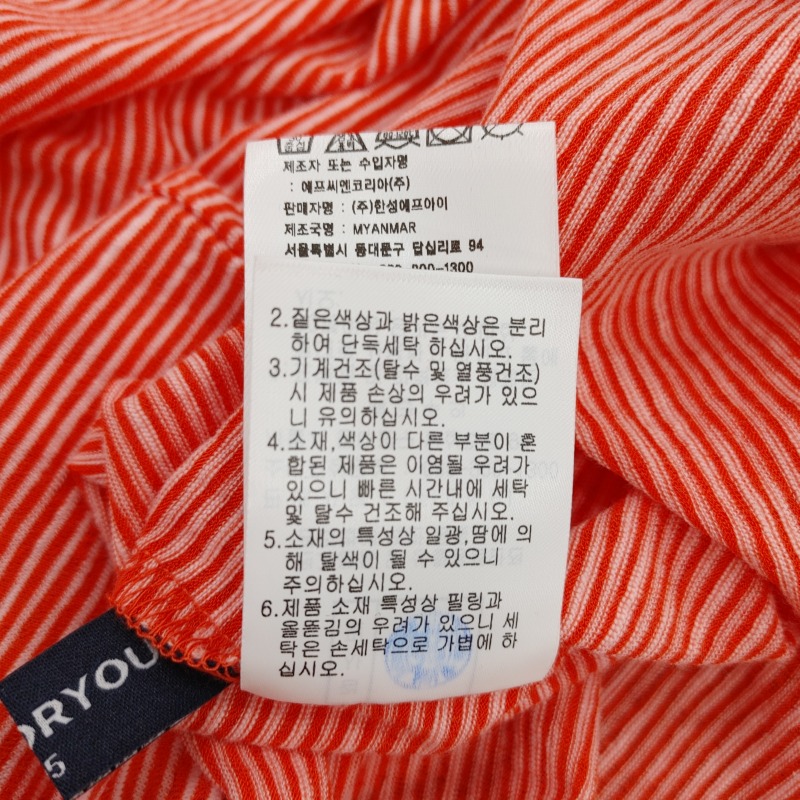 제조자 또는 수입자명
: 에프씨엔코리아(주)
판매자명 : (주)한성에프아이
제조국명 : MYANMAR
서울특별시 동대문구 답십리로 94
-1300
2.짙은색상과 밝은색상은 분리
하여 단독세탁 하십시오.
3.기계건조(탈수 및 열풍건조)
시 제품 손상의 우려가 있으
니 유의하십시오.
4.소재,색상이 다른 부분이 혼
합된 제품은 이염될 우려가
있으니 빠른 시간내에 세탁
및 탈수 건조해 주십시오.
5.소재의 특성상 일광,땀에 의
해 탈색이 될 수 있으니
주의하십시오.
6.제품 소재 특성상 필링과
올뜯김의 우려가 있으니 세
탁은 손세탁으로 가볍에 하
십시오.
ORYOU
5